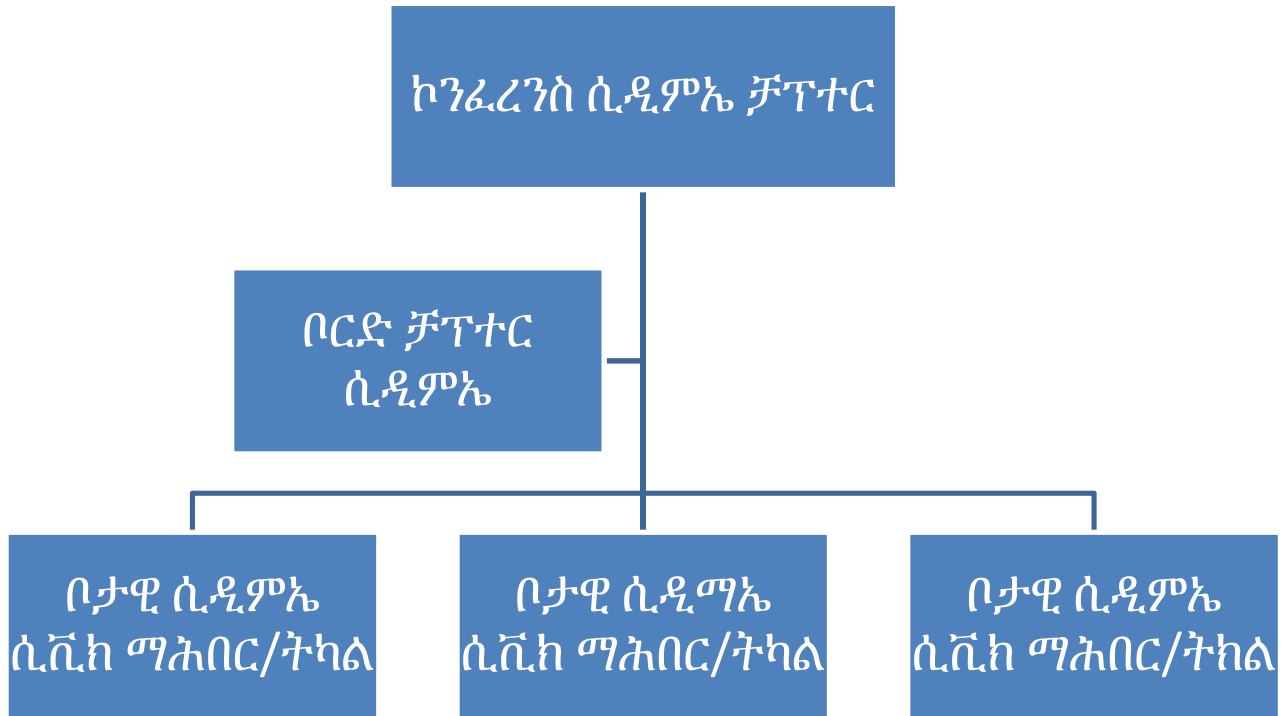 ኮንፈረንስ ሲዲምኤ ቻፕተር
ቦርድ ቻፕተር
ሲዲምኤ
ቦታዊ ሲዲምኤ
ሲቪክ ማሕበር/ትካል
ቦታዊ ሲዲማኤ
ሲቪክ ማሕበር/ትካል
ቦታዊ ሲዲምኤ
ሲቪክ ማሕበር/ትክል